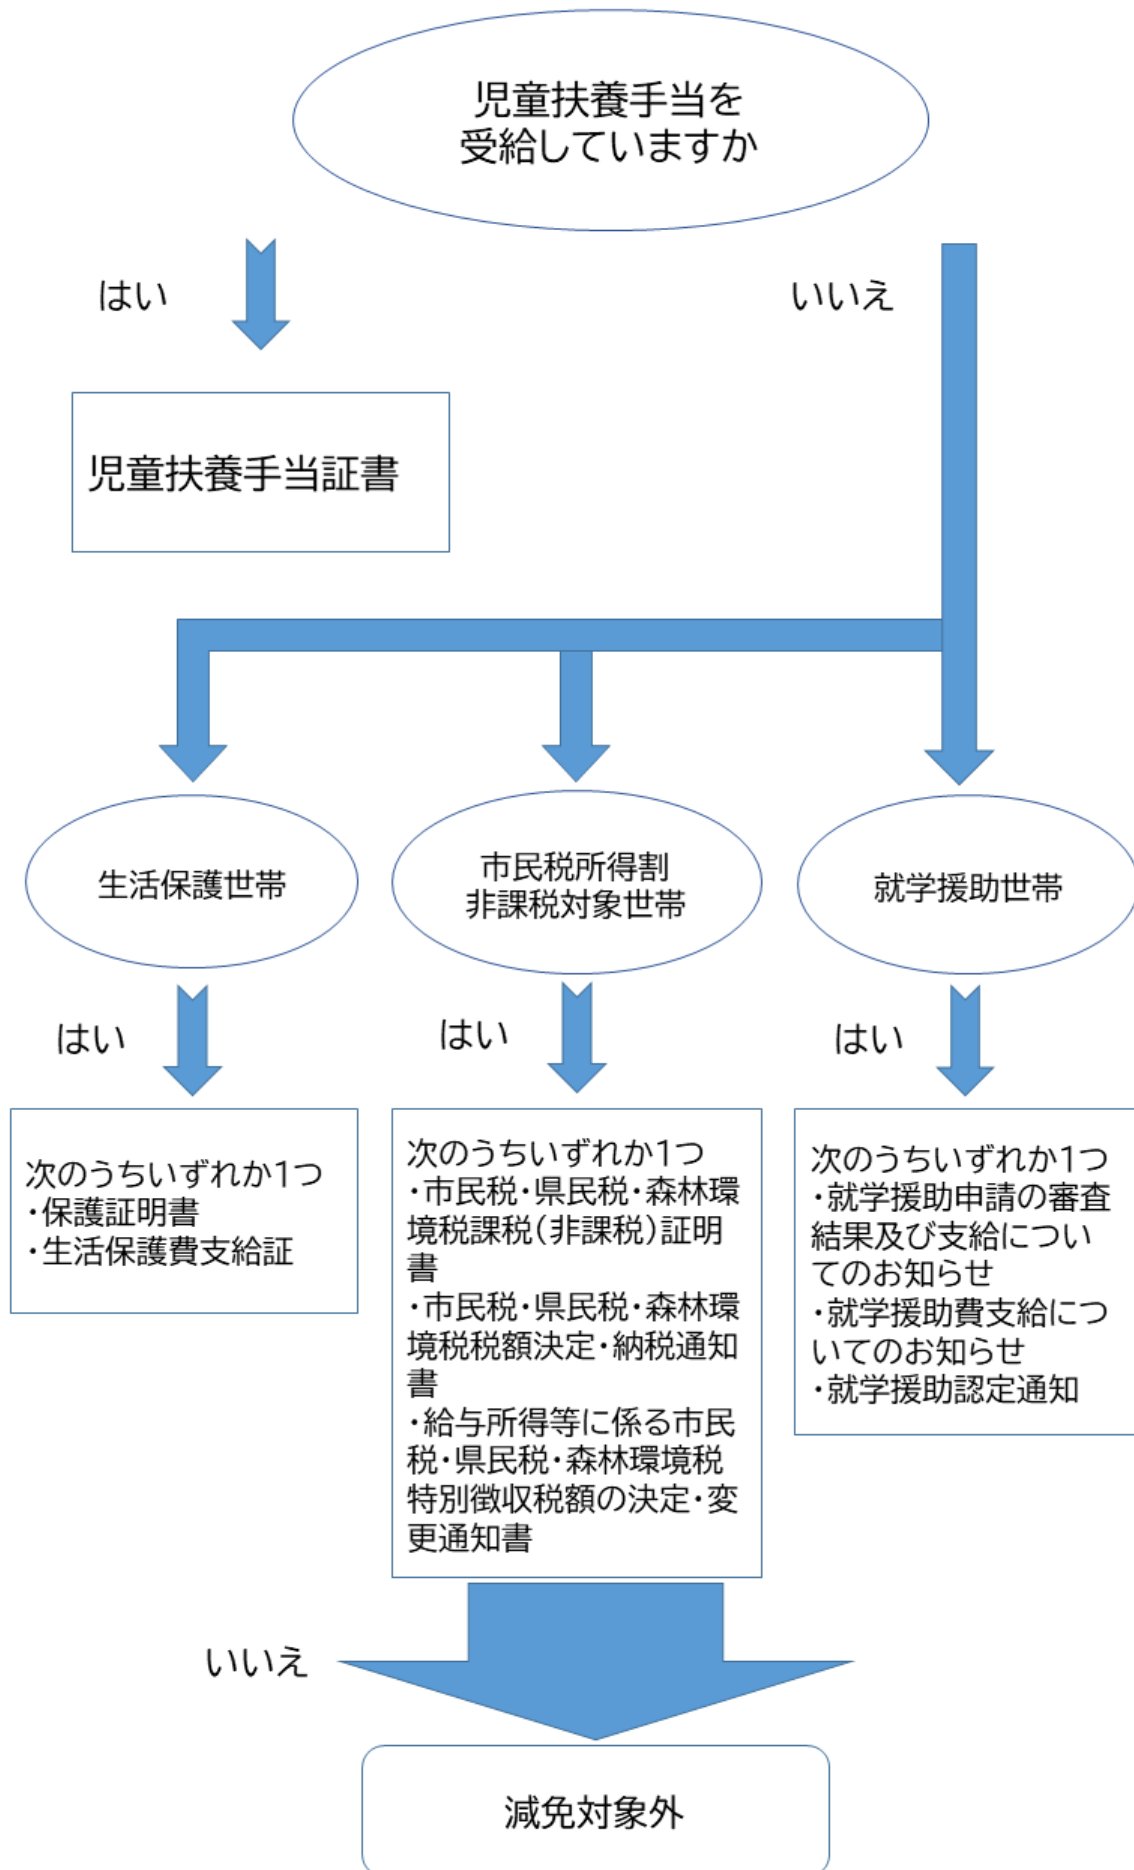 児童扶養手当を
受給していますか
はい
いいえ
児童扶養手当証書
生活保護世帯
市民税所得割
非課税対象世帯
就学援助世帯
はい
はい
はい
次のうちいずれか1つ
・保護証明書
・生活保護費支給証
次のうちいずれか1つ
・市民税・県民税・森林環
境税課税(非課税)証明
書
・市民税・県民税・森林環
境税税額決定・納税通知
書
・給与所得等に係る市民
税・県民税・森林環境税
特別徴収税額の決定・変
更通知書
次のうちいずれか1つ
・就学援助申請の審査
結果及び支給につい
てのお知らせ
・就学援助費支給につ
いてのお知らせ
・就学援助認定通知
いいえ
減免対象外